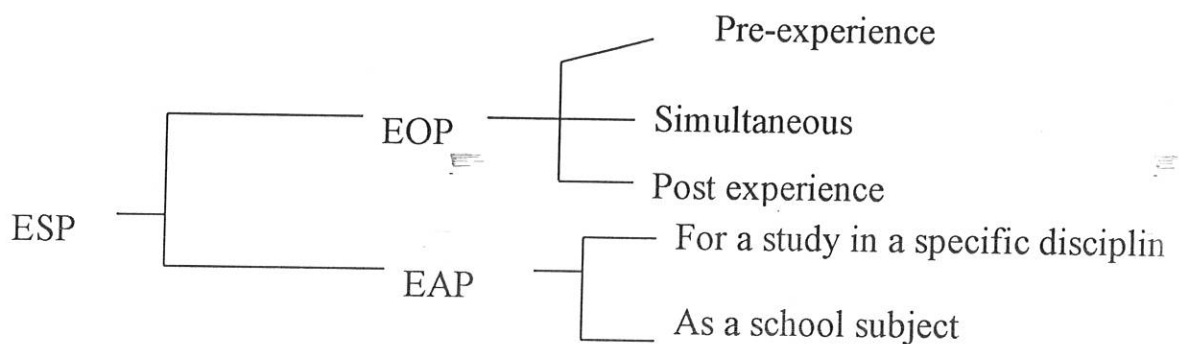 Pre-experience
EOP
Simultaneous
Post experience
ESP
For a study in a specific disciplin
EAP
As a school subject